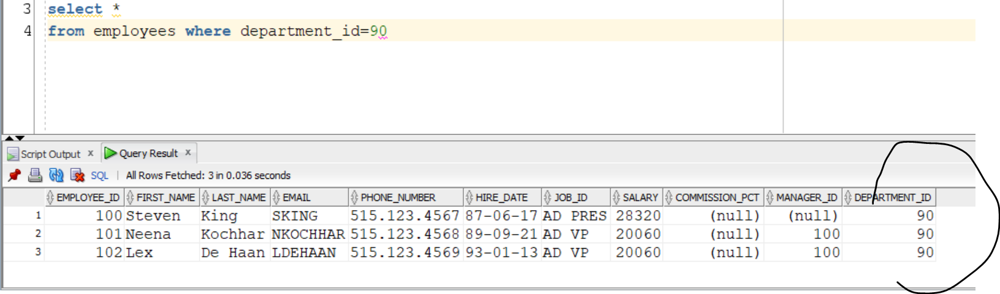 3 select *
4 from employees where department_id=90
Script Output x Query Result x
SQL | All Rows Fetched: 3 in 0.036 seconds
EMPLOYEE_ID FIRST_NAME LAST_NAME EMAIL PHONE_NUMBER HIRE_DATE JOB_ID SALARY COMMISSION_PCT MANAGER_ID DEPARTMENT_ID
1 100 Steven King SKING 515.123.4567 87-06-17 AD_PRES 28320 (null) (null) 90
2 101 Neena Kochhar NKOCHHAR 515.123.4568 89-09-21 AD_VP 20060 (null) 100 90
3 102 Lex De Haan LDEHAAN 515.123.4569 93-01-13 AD_VP 20060 (null) 100 90